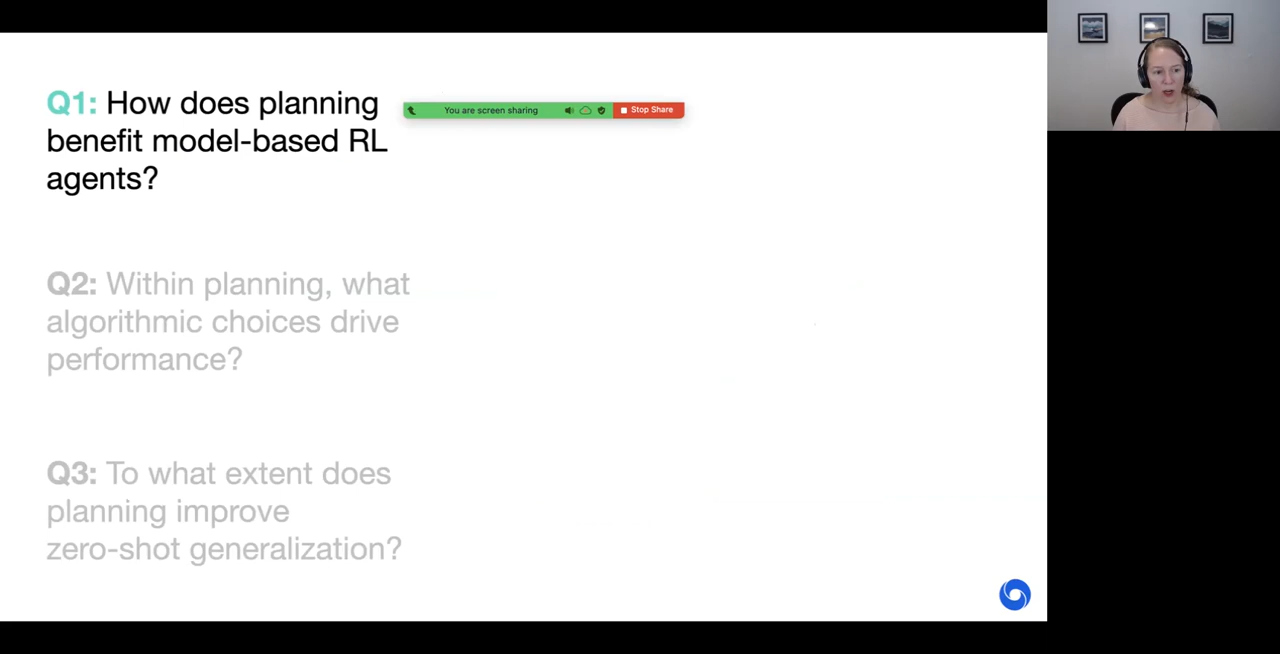 Q1: How does planning
benefit model-based RL
agents?
You are screen sharing
Stop Share
Q2: Within planning, what
algorithmic choices drive
performance?
Q3: To what extent does
planning improve
zero-shot generalization?